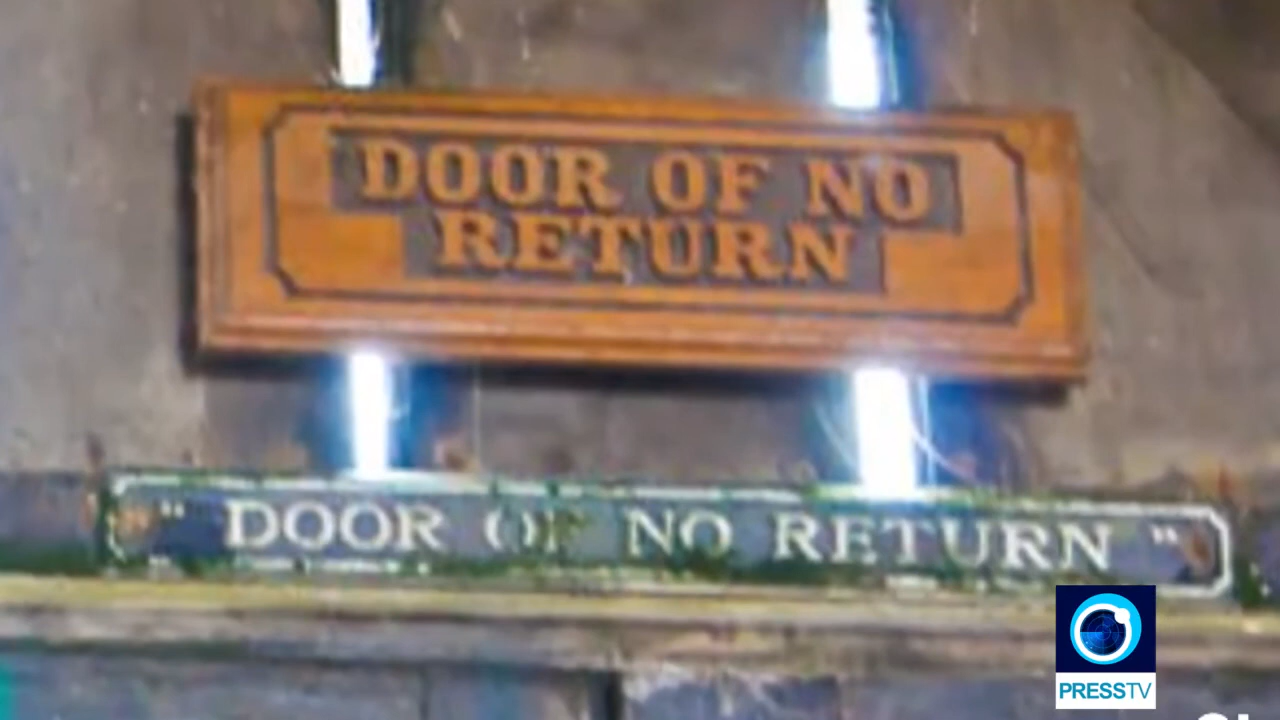 DOOR OF NO
RETURN
" DOOR OF NO RETURN "
PRESSTV